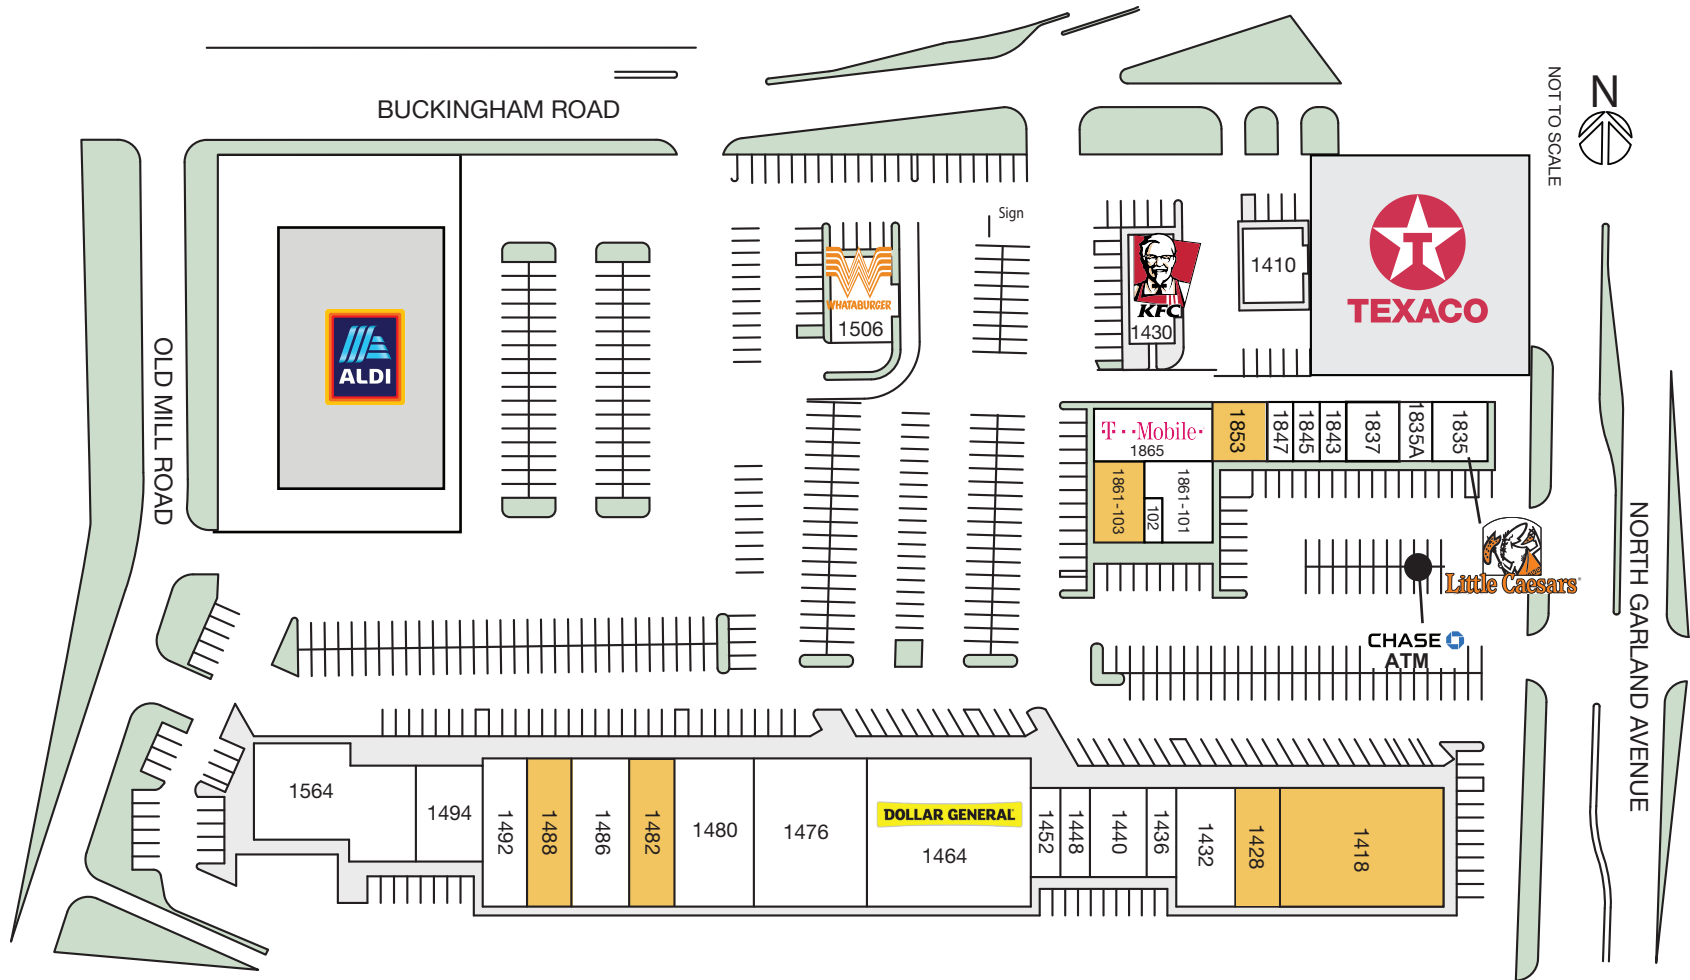 BUCKINGHAM ROAD
N
NOT TO SCALE
Sign
WHATABURGER
1506
KFC
1430
1410
T
TEXACO
ALDI
OLD MILL ROAD
T··Mobile·
1865
1853
1847
1845
1843
1837
1835A
1835
1861-103
102
1861-101
Little Caesars
CHASE
ATM
NORTH GARLAND AVENUE
1564
1494
1492
1488
1486
1482
1480
1476
DOLLAR GENERAL
1464
1452
1448
1440
1436
1432
1428
1418